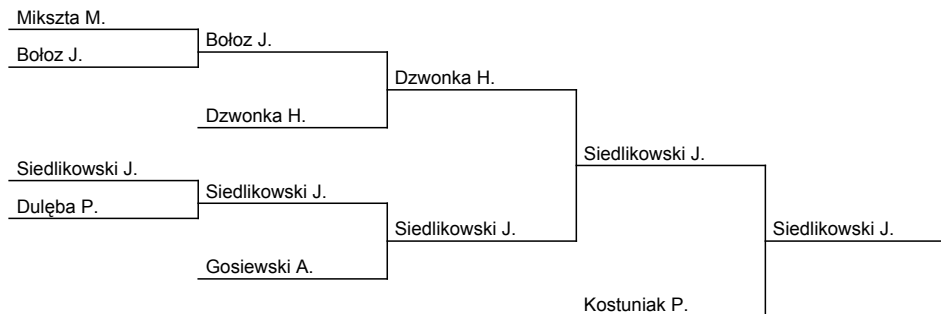 Mikszta M.
Bołoz J.
Bołoz J.
Dzwonka H.
Dzwonka H.
Siedlikowski J.
Siedlikowski J.
Dulęba P.
Siedlikowski J.
Siedlikowski J.
Siedlikowski J.
Gosiewski A.
Kostuniak P.